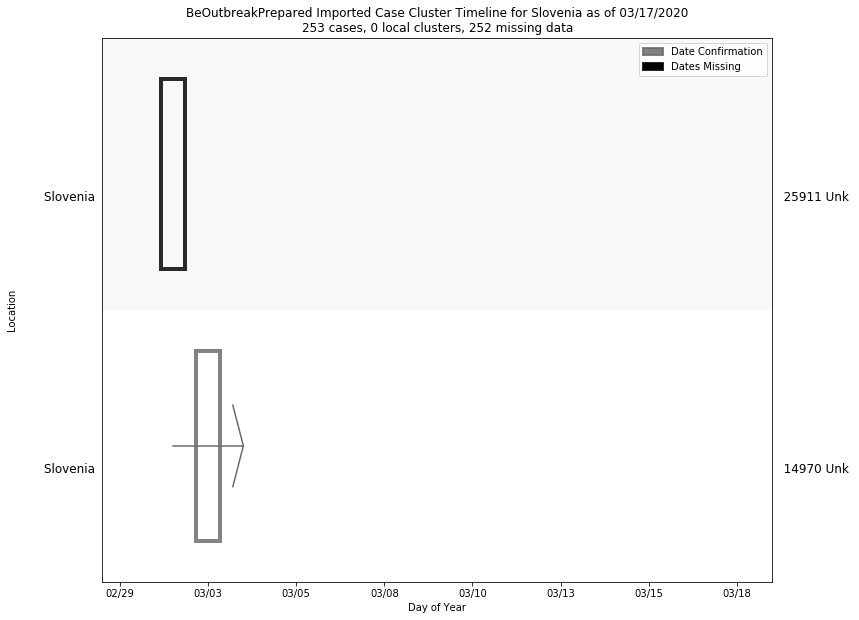 BeOutbreakPrepared Imported Case Cluster Timeline for Slovenia as of 03/17/2020
253 cases, 0 local clusters, 252 missing data
Date Confirmation
Dates Missing
Slovenia
25911 Unk
Location
Slovenia
14970 Unk
02/29 03/03 03/05 03/08 03/10 03/13 03/15 03/18
Day of Year